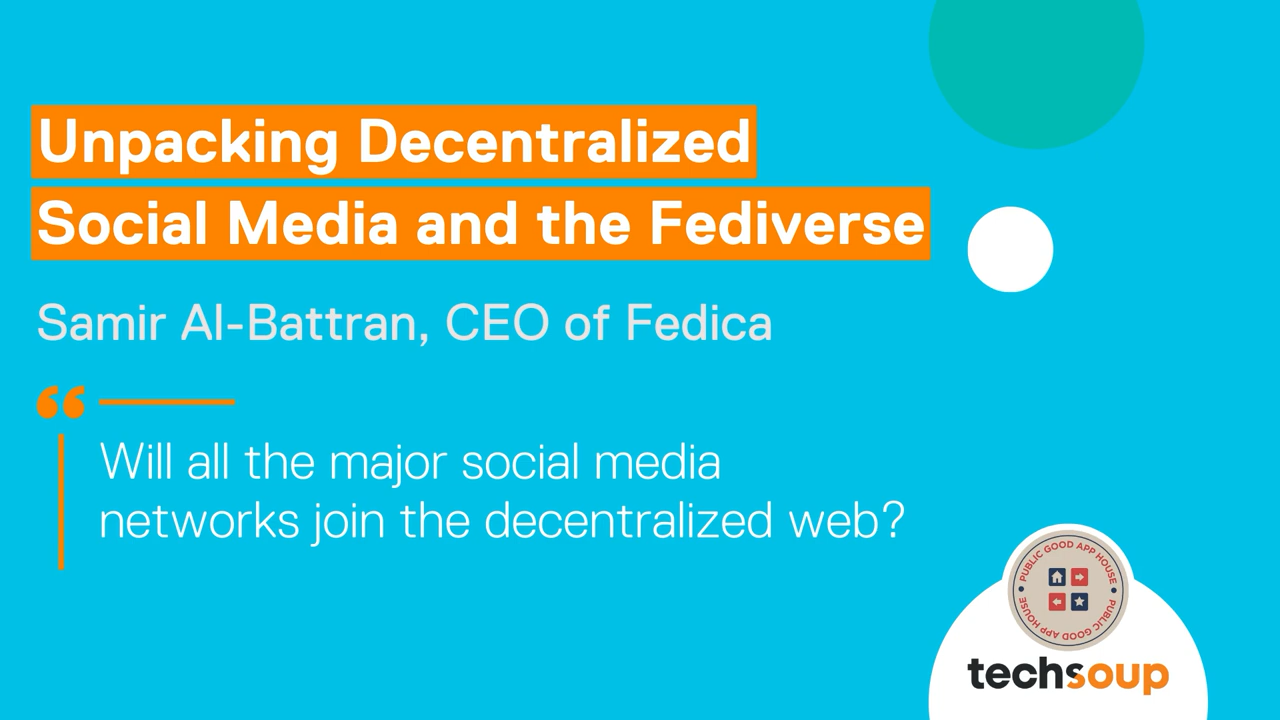 Unpacking Decentralized
Social Media and the Fediverse
Samir Al-Battran, CEO of Fedica
“
Will all the major social media
networks join the decentralized web?
PUBLIC GOOD APP HOUSE • PUBLIC GOOD APP HOUSE •
techsoup